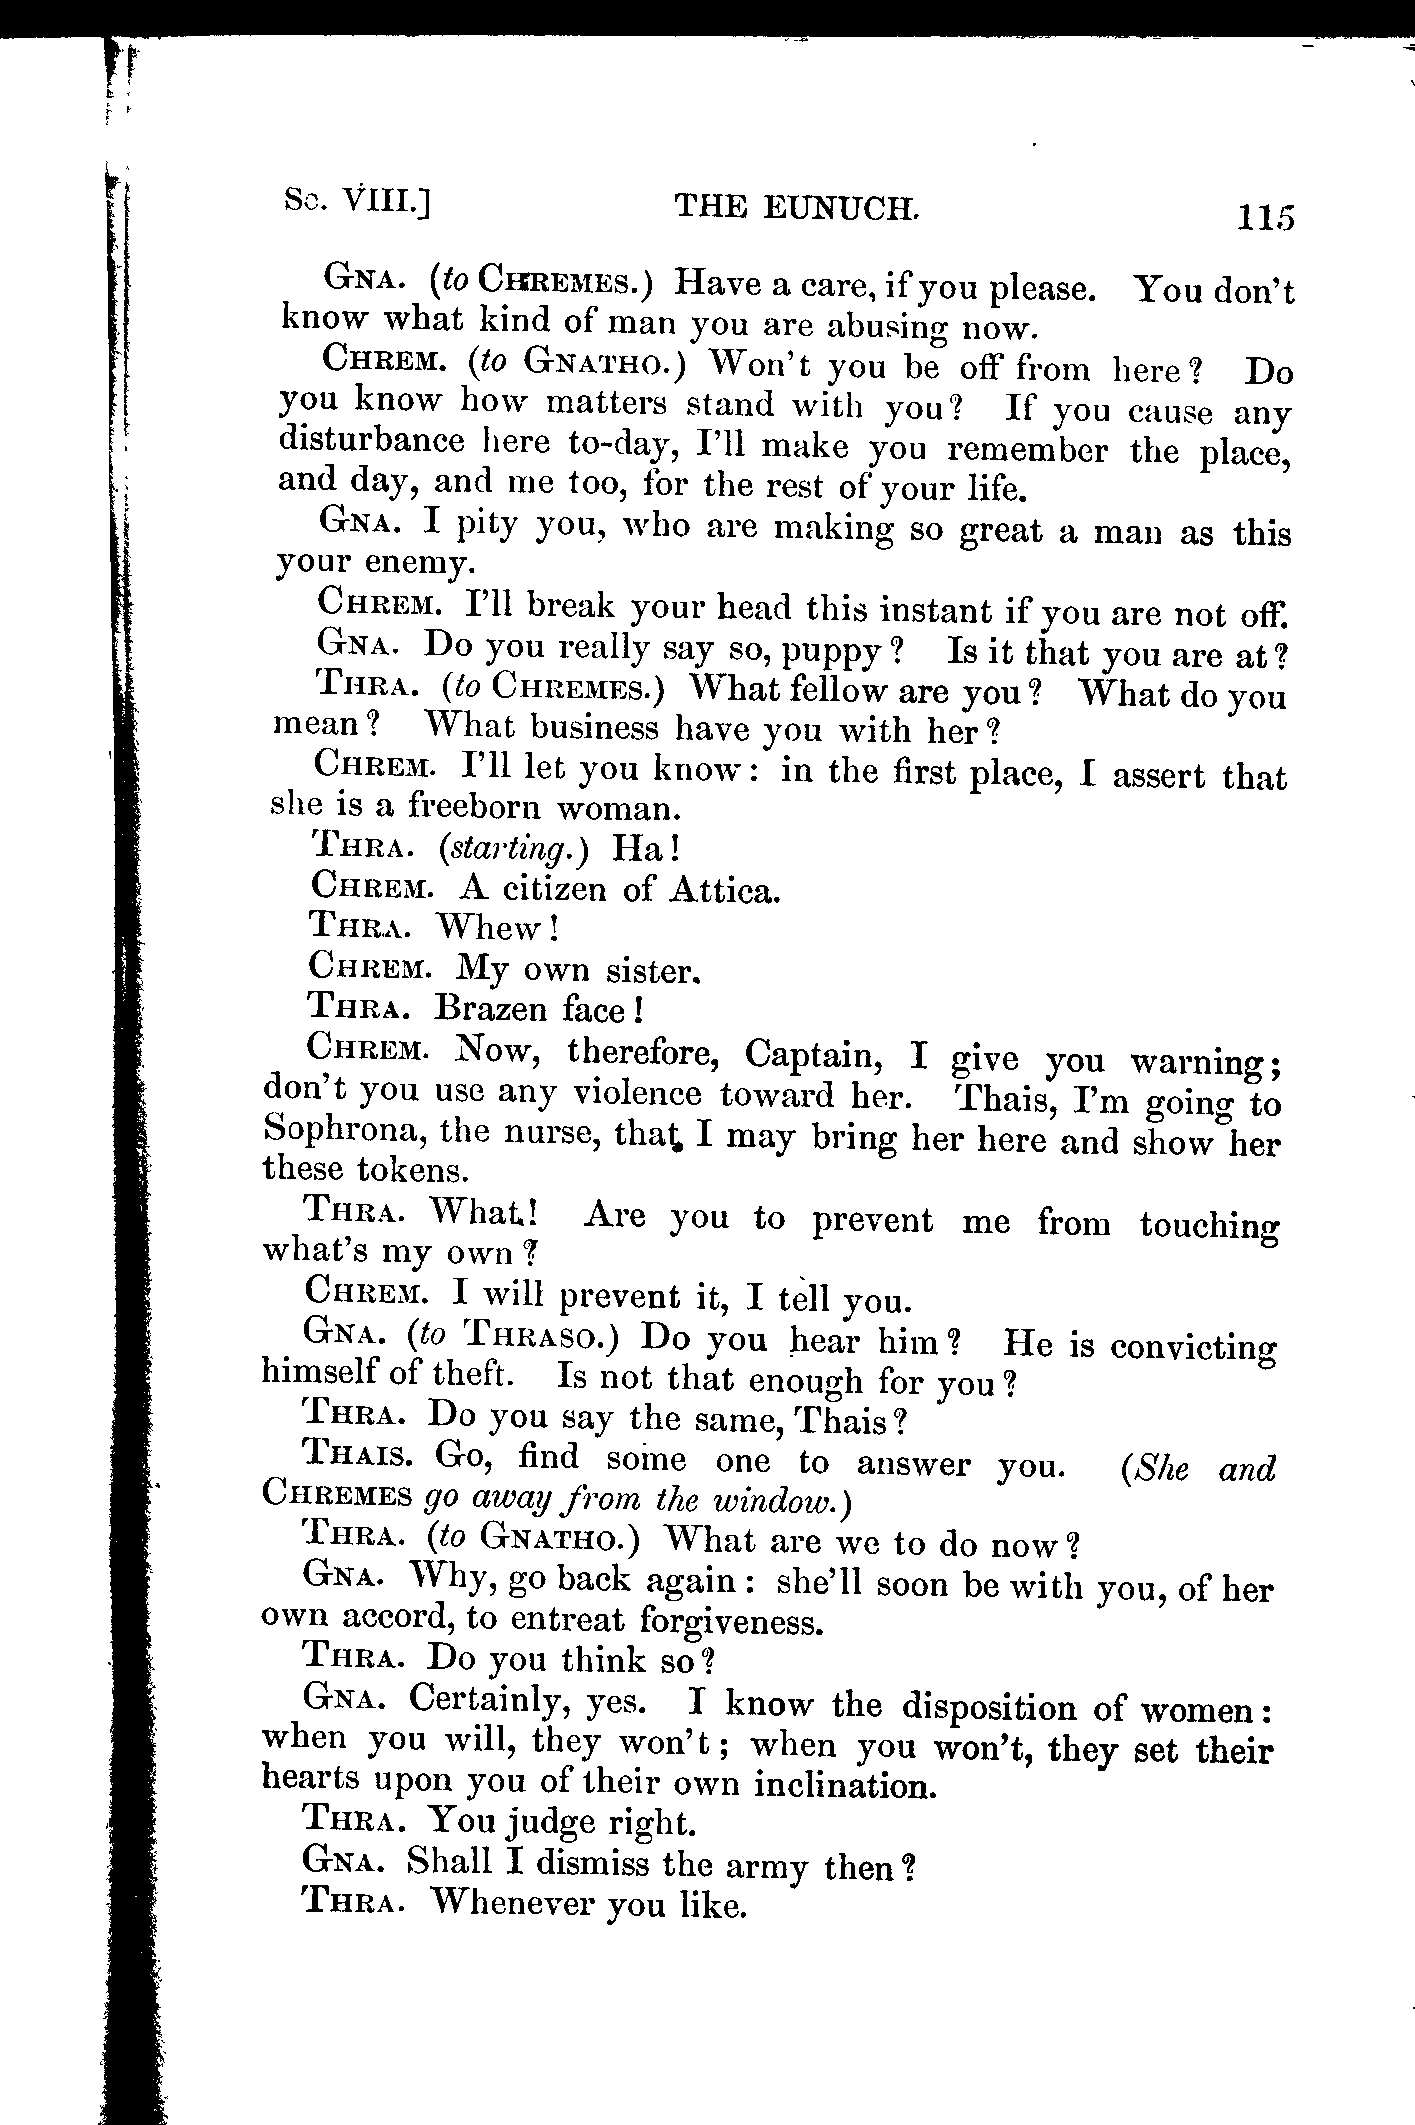 Sc. VIII.] THE EUNUCH. 115
GNA. (to CHREMES.) Have a care, if you please. You don't
know what kind of man you are abusing now.
CHREM. (to GNATHO.) Won't you be off from here? Do
you know how matters stand with you? If you cause any
disturbance here to-day, I'll make you remember the place,
and day, and me too, for the rest of your life.
GNA. I pity you, who are making so great a man as this
your enemy.
CHREM. I'll break your head this instant if you are not off.
GNA. Do you really say so, puppy? Is it that you are at?
THRA. (to CHREMES.) What fellow are you? What do you
mean? What business have you with her?
CHREM. I'll let you know: in the first place, I assert that
she is a freeborn woman.
THRA. (starting.) Ha!
CHREM. A citizen of Attica.
THRA. Whew!
CHREM. My own sister.
THRA. Brazen face!
CHREM. Now, therefore, Captain, I give you warning;
don't you use any violence toward her. Thais, I'm going to
Sophrona, the nurse, that I may bring her here and show her
these tokens.
THRA. What! Are you to prevent me from touching
what's my own?
CHREM. I will prevent it, I tell you.
GNA. (to THRASO.) Do you hear him? He is convicting
himself of theft. Is not that enough for you?
THRA. Do you say the same, Thais?
THAIS. Go, find some one to answer you. (She and
CHREMES go away from the window.)
THRA. (to GNATHO.) What are we to do now?
GNA. Why, go back again: she'll soon be with you, of her
own accord, to entreat forgiveness.
THRA. Do you think so?
GNA. Certainly, yes. I know the disposition of women:
when you will, they won't; when you won't, they set their
hearts upon you of their own inclination.
THRA. You judge right.
GNA. Shall I dismiss the army then?
THRA. Whenever you like.